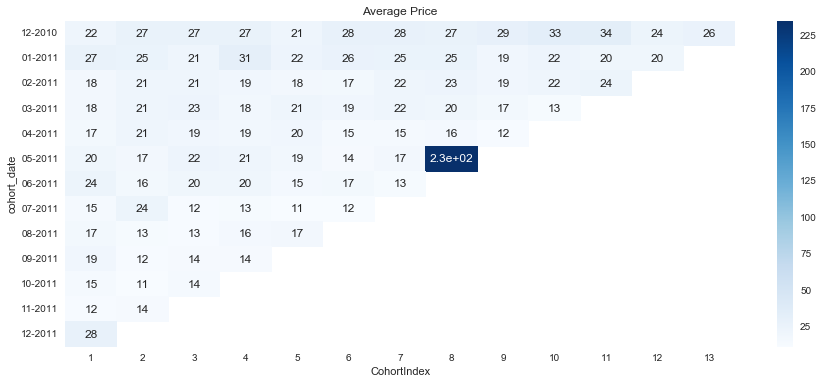 Average Price
12-2010 22 27 27 27 21 28 28 27 29 33 34 24 26
01-2011 27 25 21 31 22 26 25 25 19 22 20 20
02-2011 18 21 21 19 18 17 22 23 19 22 24
03-2011 18 21 23 18 21 19 22 20 17 13
04-2011 17 21 19 19 20 15 15 16 12
05-2011 20 17 22 21 19 14 17 2.3e+02
06-2011 24 16 20 20 15 17 13
07-2011 15 24 12 13 11 12
08-2011 17 13 13 16 17
09-2011 19 12 14 14
10-2011 15 11 14
11-2011 12 14
12-2011 28
1 2 3 4 5 6 7 8 9 10 11 12 13
CohortIndex
cohort_date
225
200
175
150
125
100
75
50
25